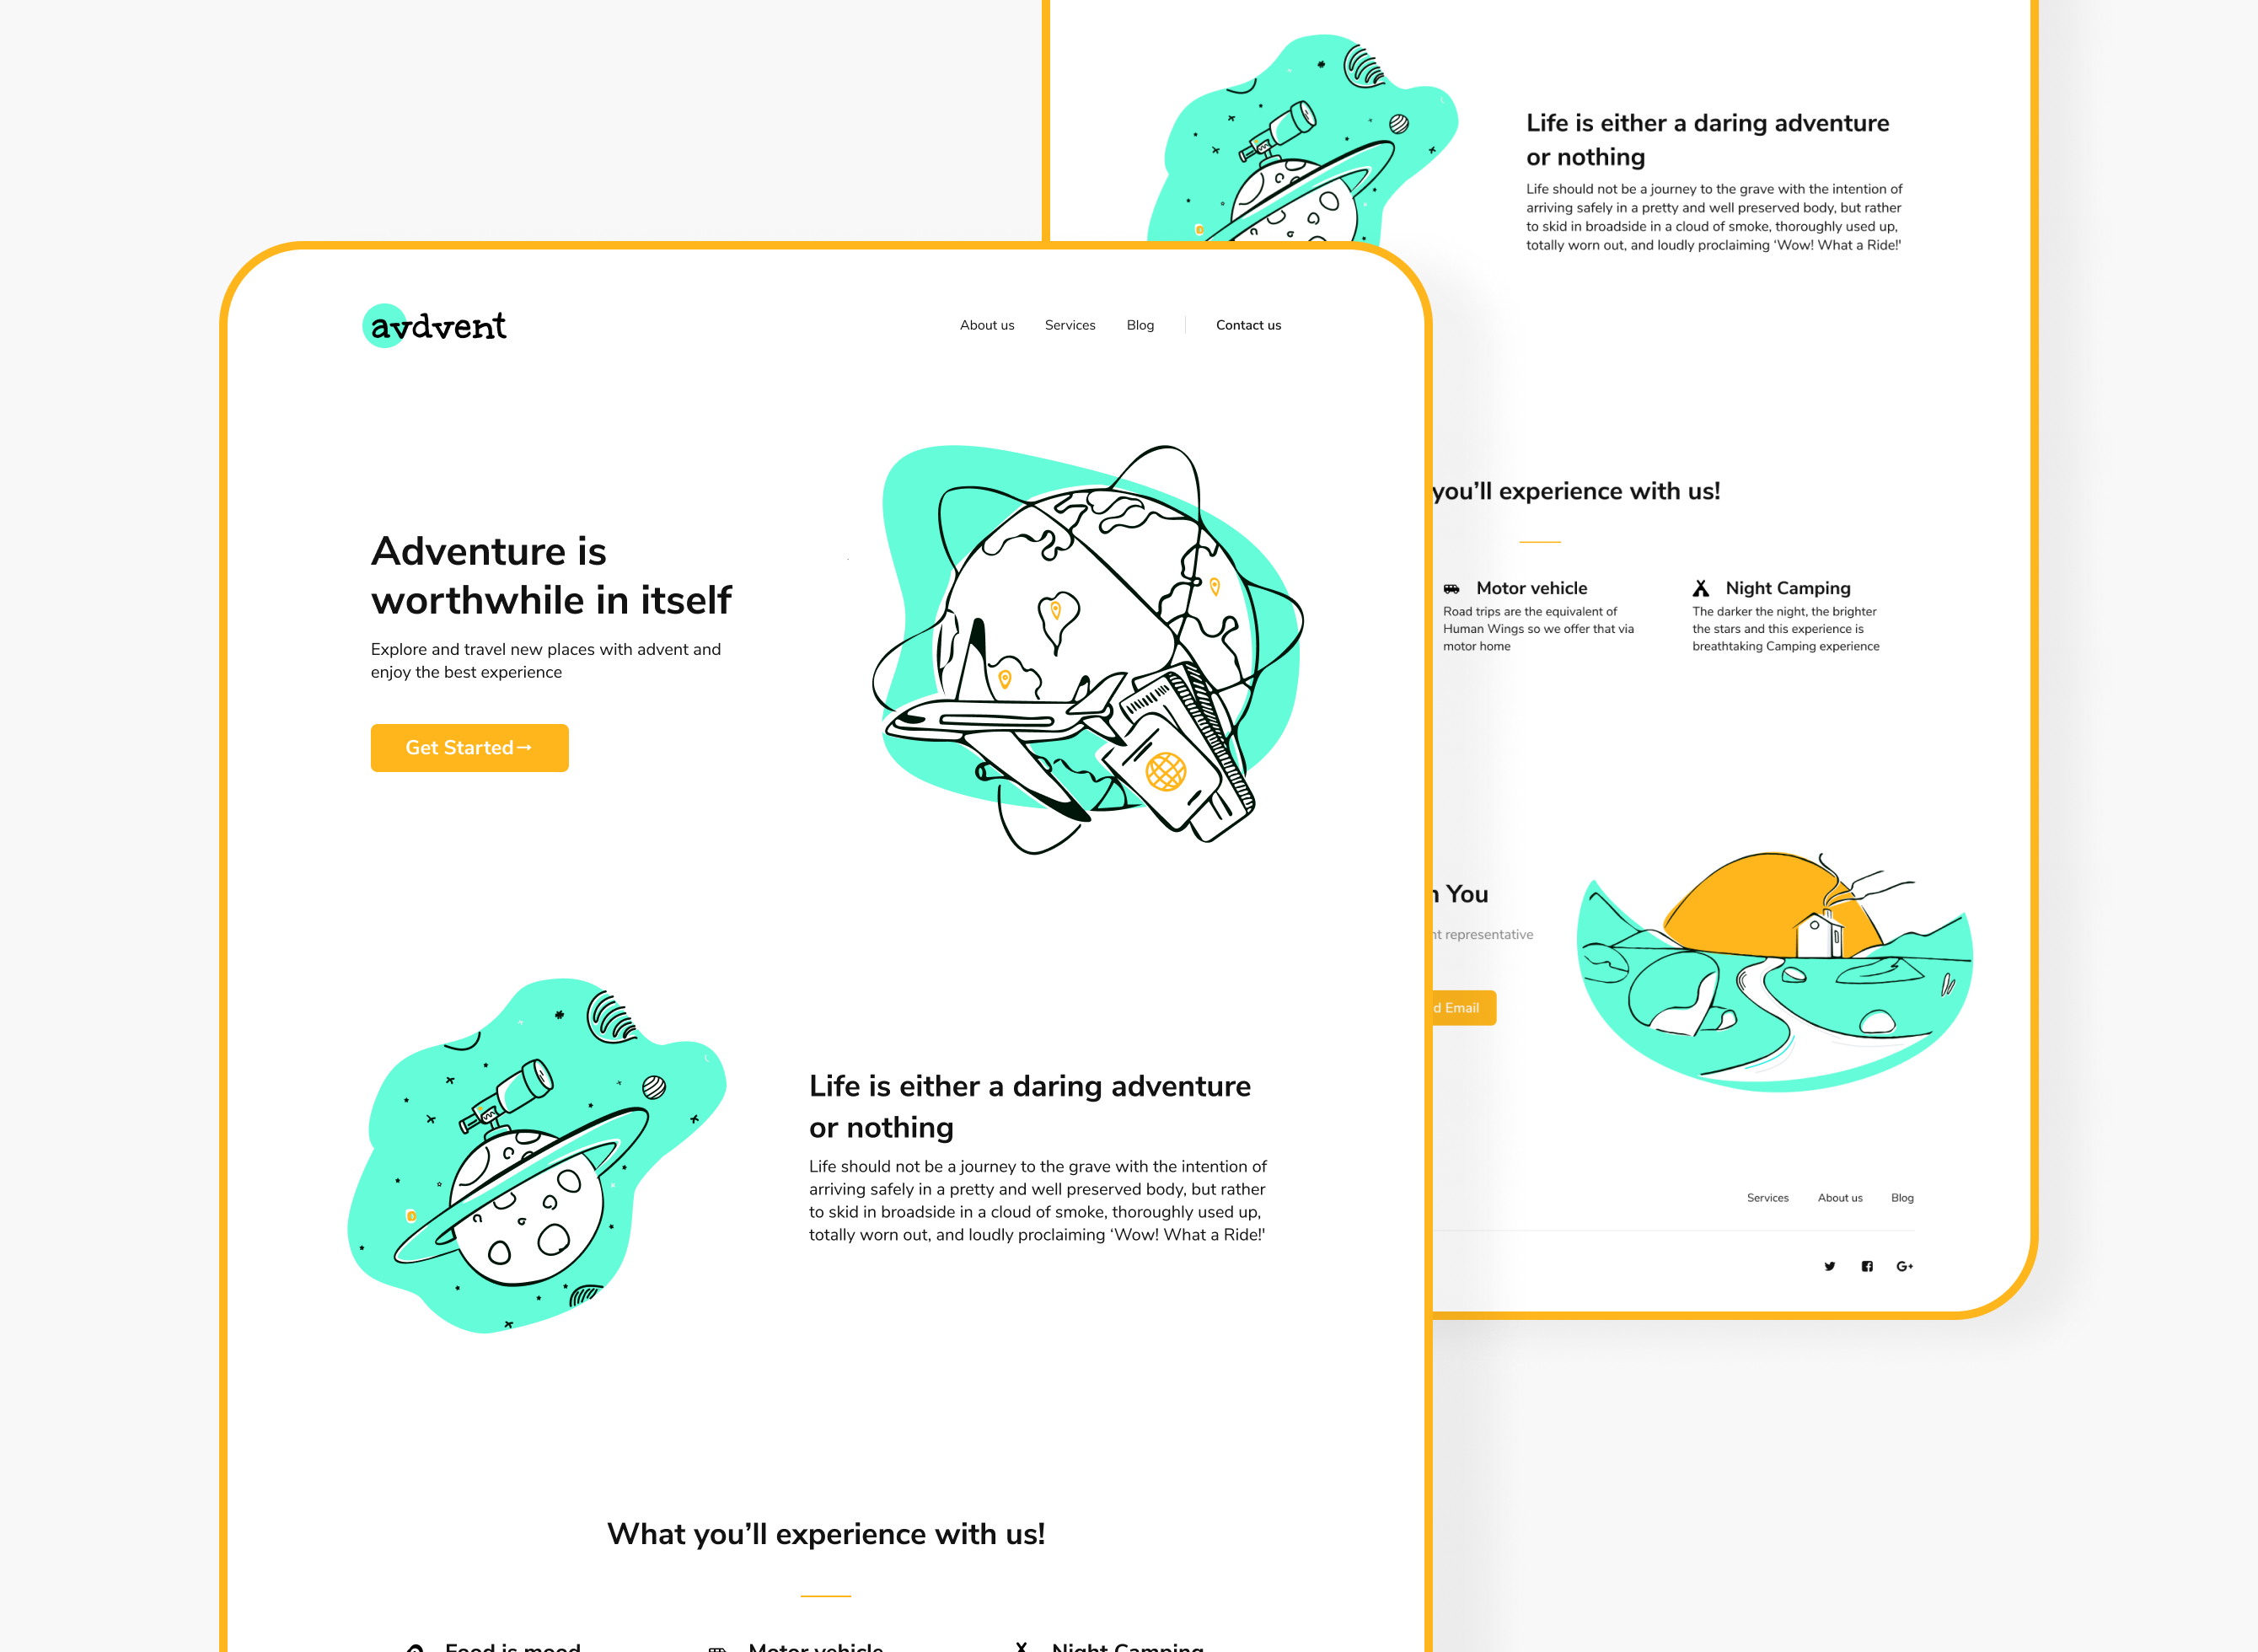 avdvent
About us Services Blog Contact us
Adventure is
worthwhile in itself
Explore and travel new places with advent and
enjoy the best experience
Get Started→
Life is either a daring adventure
or nothing
Life should not be a journey to the grave with the intention of
arriving safely in a pretty and well preserved body, but rather
to skid in broadside in a cloud of smoke, thoroughly used up,
totally worn out, and loudly proclaiming ‘Wow! What a Ride!'
What you’ll experience with us!
Food is mood Motor vehicle Night Camping
Life is either a daring adventure
or nothing
Life should not be a journey to the grave with the intention of
arriving safely in a pretty and well preserved body, but rather
to skid in broadside in a cloud of smoke, thoroughly used up,
totally worn out, and loudly proclaiming ‘Wow! What a Ride!'
you’ll experience with us!
Motor vehicle
Road trips are the equivalent of
Human Wings so we offer that via
motor home
Night Camping
The darker the night, the brighter
the stars and this experience is
breathtaking Camping experience
You
representative
Email
Services About us Blog
G+